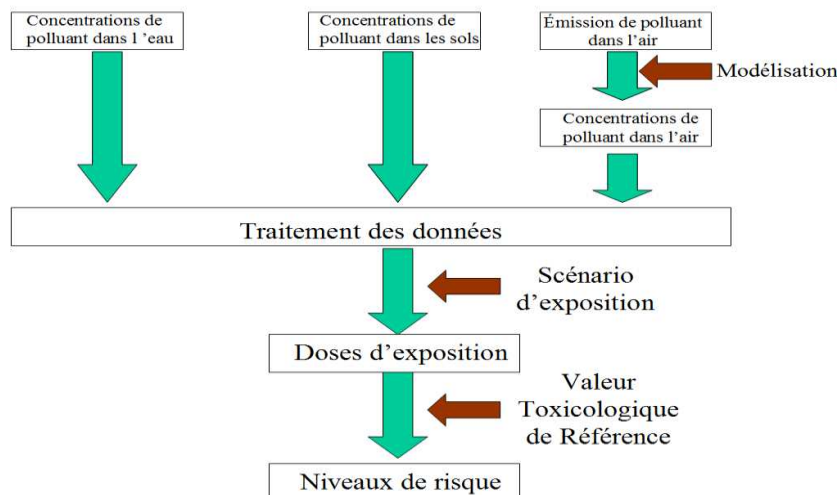 Concentrations de
polluant dans l ’eau
Concentrations de
polluant dans les sols
Émission de polluant
dans l’air
Modélisation
Concentrations de
polluant dans l’air
Traitement des données
Scénario
d’exposition
Doses d’exposition
Valeur
Toxicologique
de Référence
Niveaux de risque